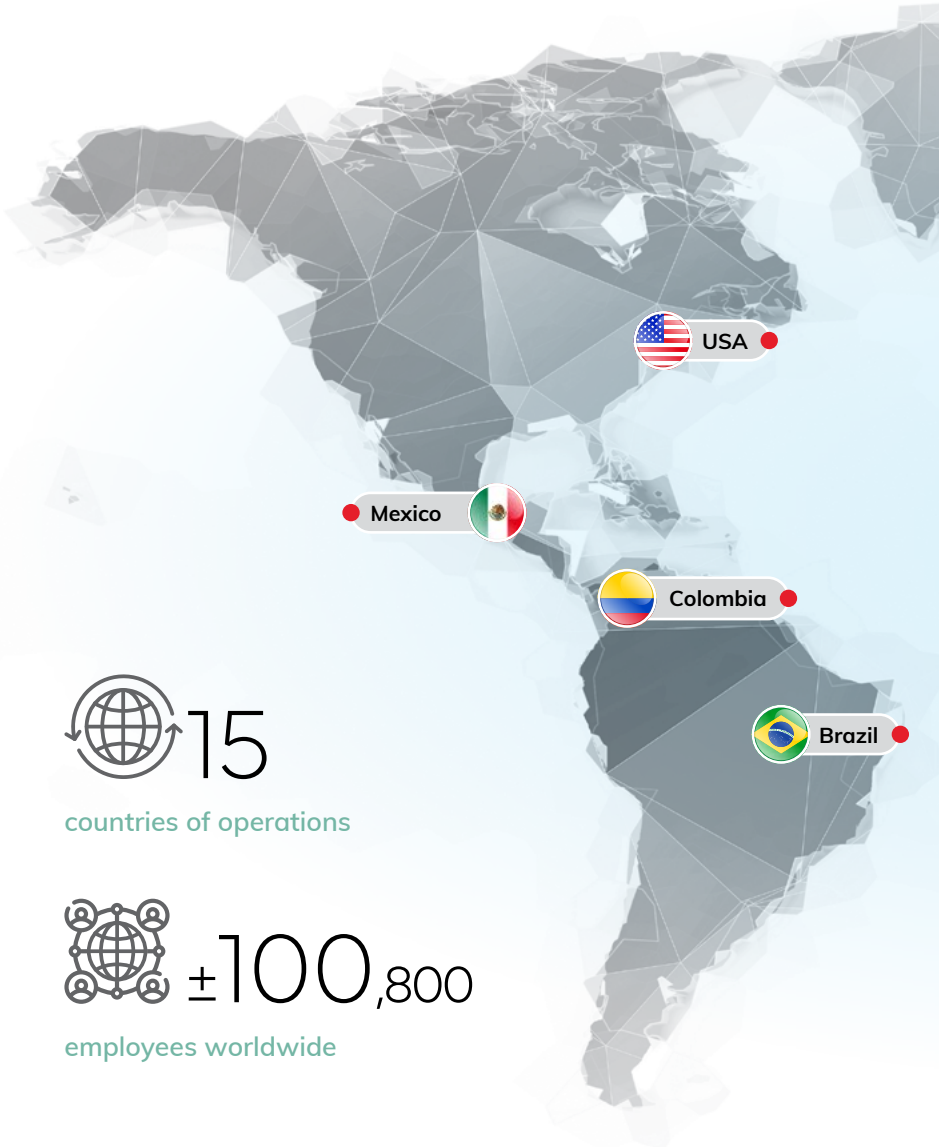 USA
Mexico
Colombia
Brazil
15
countries of operations
±100,800
employees worldwide